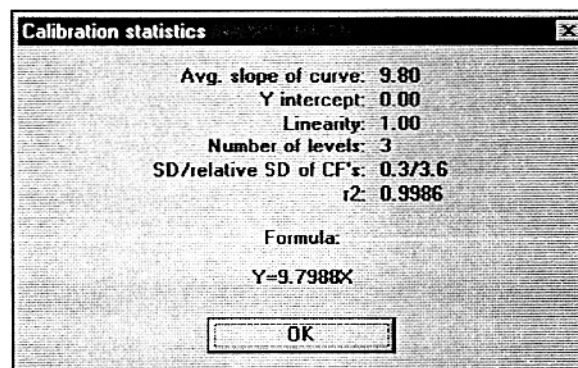 Calibration statistics
Avg. slope of curve: 9.80
Y intercept: 0.00
Linearity: 1.00
Number of levels: 3
SD/relative SD of CF's: 0.3/3.6
r2: 0.9986
Formula:
Y=9.7988X
OK